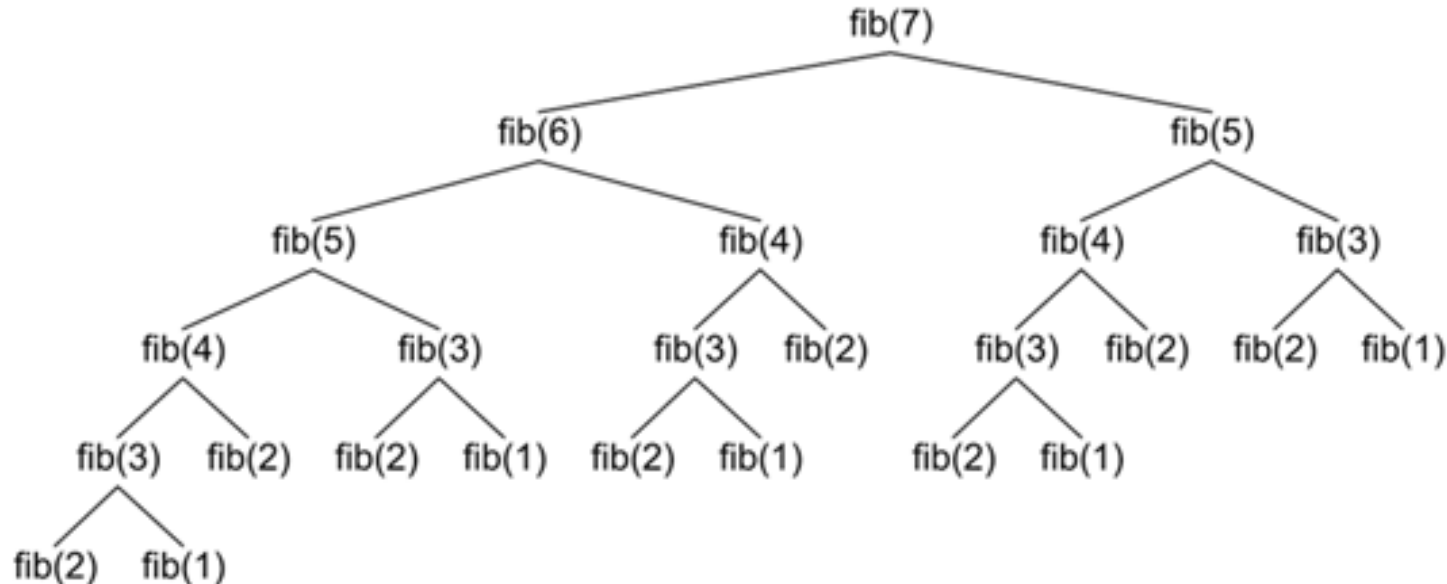 fib(7)
fib(6) fib(5)
fib(5) fib(4) fib(4) fib(3)
fib(4) fib(3) fib(3) fib(2) fib(3) fib(2) fib(2) fib(1)
fib(3) fib(2) fib(2) fib(1) fib(2) fib(1) fib(2) fib(1)
fib(2) fib(1)